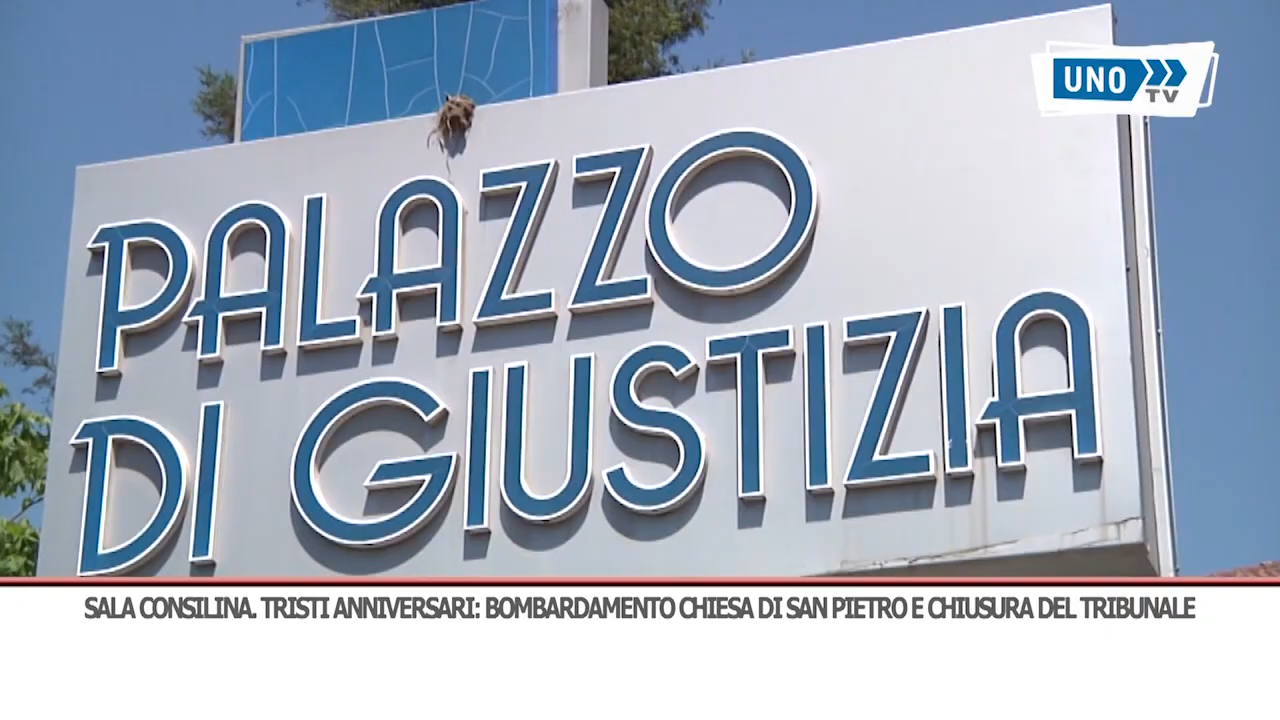 UNO
TV
PALAZZO
DI GIUSTIZIA
SALA CONSILINA. TRISTI ANNIVERSARI: BOMBARDAMENTO CHIESA DI SAN PIETRO E CHIUSURA DEL TRIBUNALE